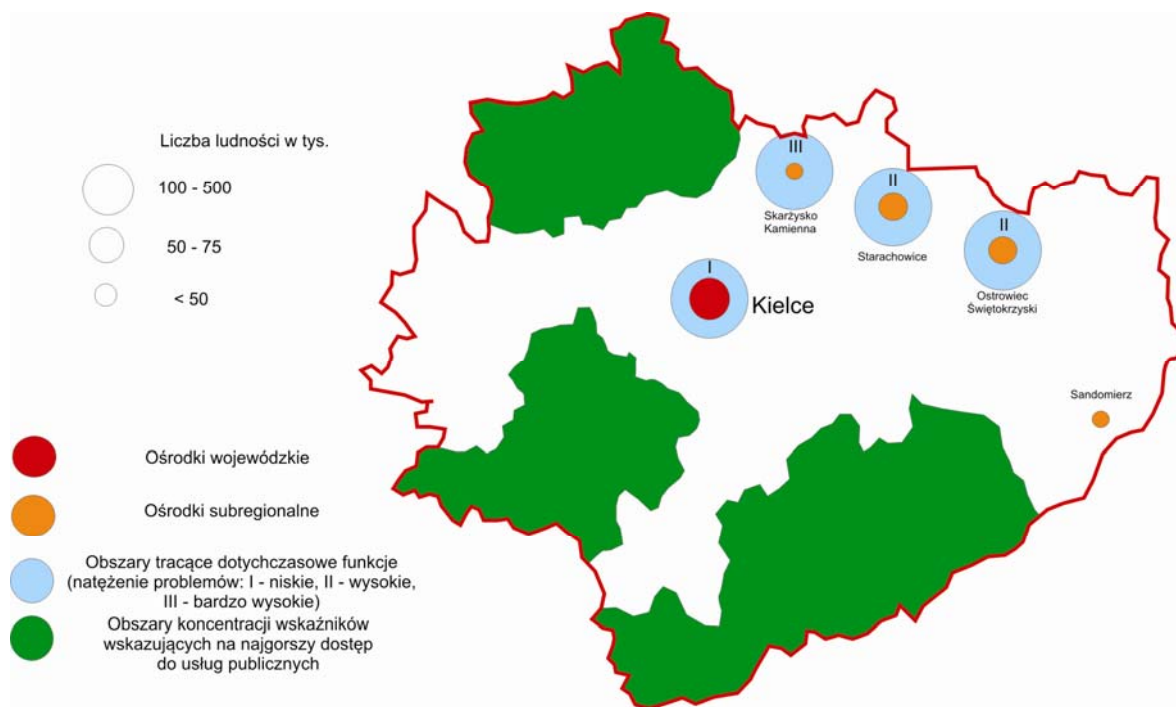 Liczba ludności w tys.
100 - 500
50 - 75
< 50
Ośrodki wojewódzkie
Ośrodki subregionalne
Obszary tracące dotychczasowe funkcje
(natężenie problemów: I - niskie, II - wysokie,
III - bardzo wysokie)
Obszary koncentracji wskaźników
wskazujących na najgorszy dostęp
do usług publicznych
III
Skarżysko
Kamienna
II
Starachowice
II
Ostrowiec
Świętokrzyski
I
Kielce
Sandomierz